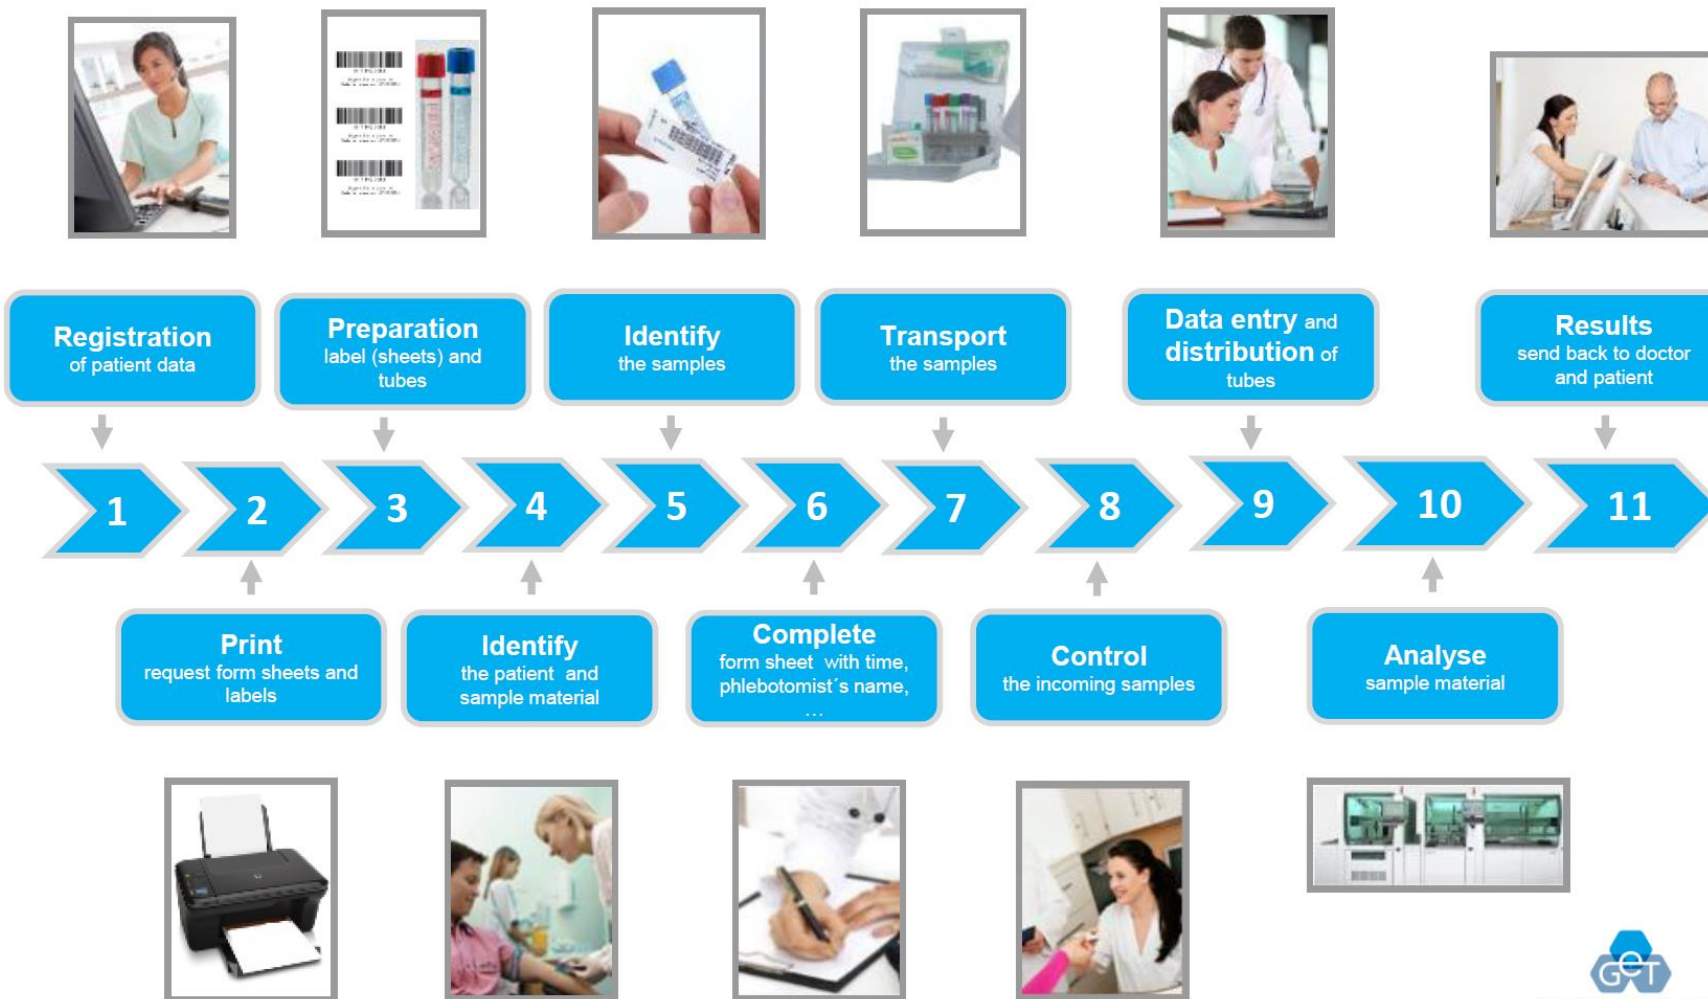 Registration
of patient data
Preparation
label (sheets) and
tubes
Identify
the samples
Transport
the samples
Data entry and
distribution of
tubes
Results
send back to doctor
and patient
1
2
3
4
5
6
7
8
9
10
11
Print
request form sheets and
labels
Identify
the patient and
sample material
Complete
form sheet with time,
phlebotomist´s name,
...
Control
the incoming samples
Analyse
sample material
GeT